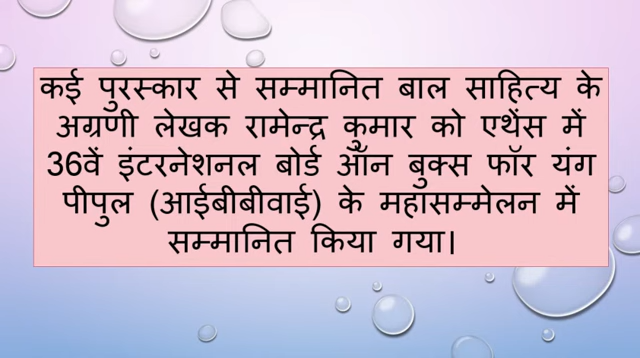 कई पुरस्कार से सम्मानित बाल साहित्य के
अग्रणी लेखक रामेन्द्र कुमार को एथेंस में
36वें इंटरनेशनल बोर्ड ऑन बुक्स फॉर यंग
पीपुल (आईबीबीवाई) के महासम्मेलन में
सम्मानित किया गया।